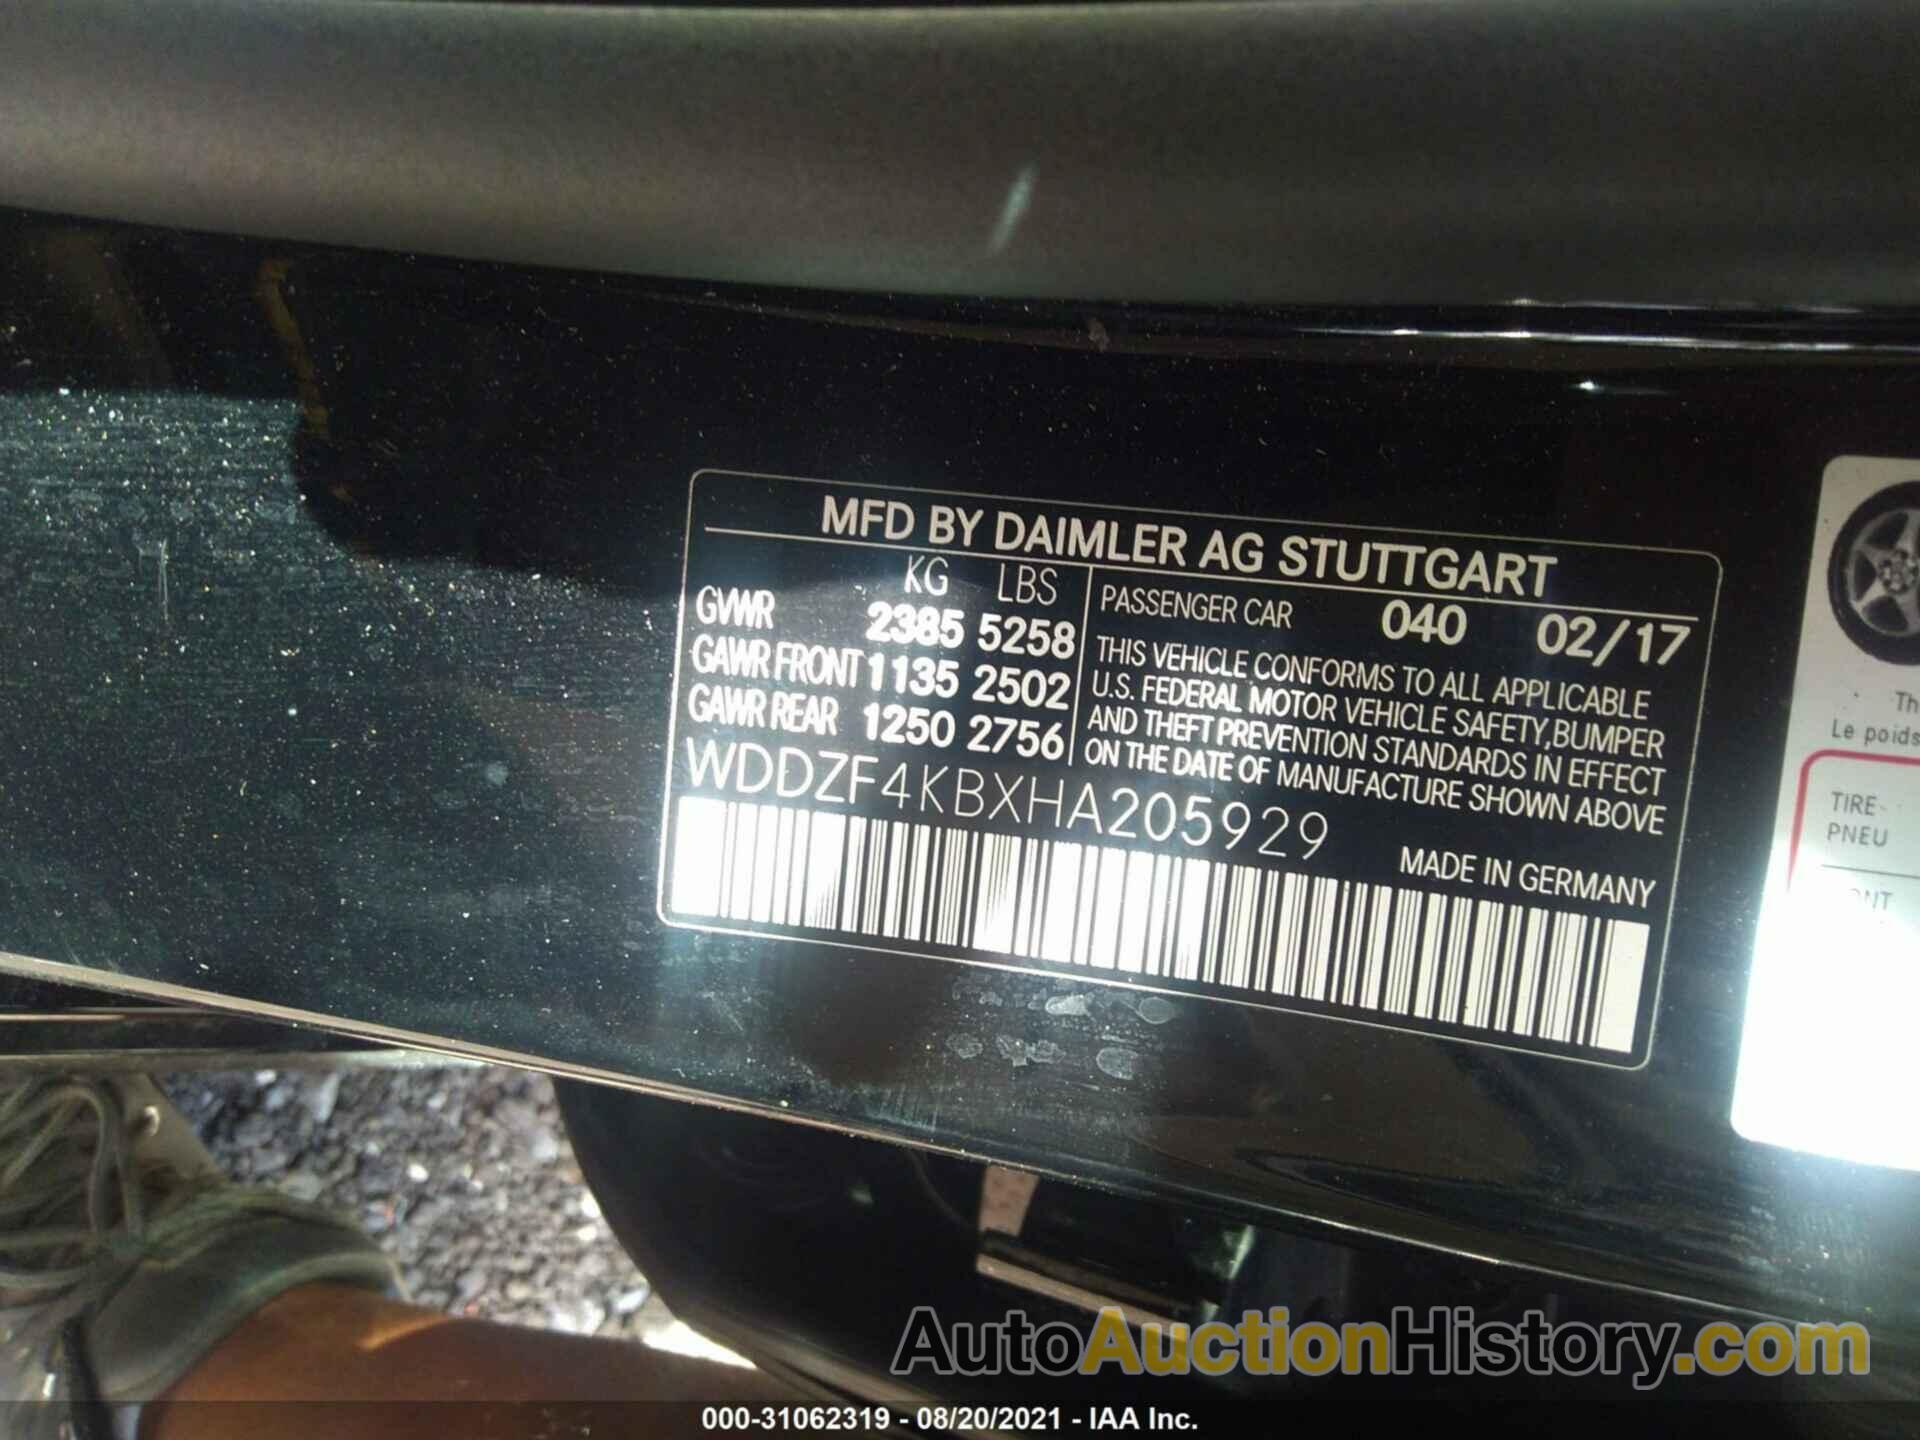 MFD BY DAIMLER AG STUTTGART
KG LBS
GVWR 2385 5258
GAWR FRONT 1135 2502
GAWR REAR 1250 2756
PASSENGER CAR 040 02/17
THIS VEHICLE CONFORMS TO ALL APPLICABLE
U.S. FEDERAL MOTOR VEHICLE SAFETY, BUMPER
AND THEFT PREVENTION STANDARDS IN EFFECT
ON THE DATE OF MANUFACTURE SHOWN ABOVE
WDDZF4KBXHA205929
MADE IN GERMANY
Le poids
TIRE
PNEU
AutoAuctionHistory.com
000-31062319 - 08/20/2021 - IAA Inc.